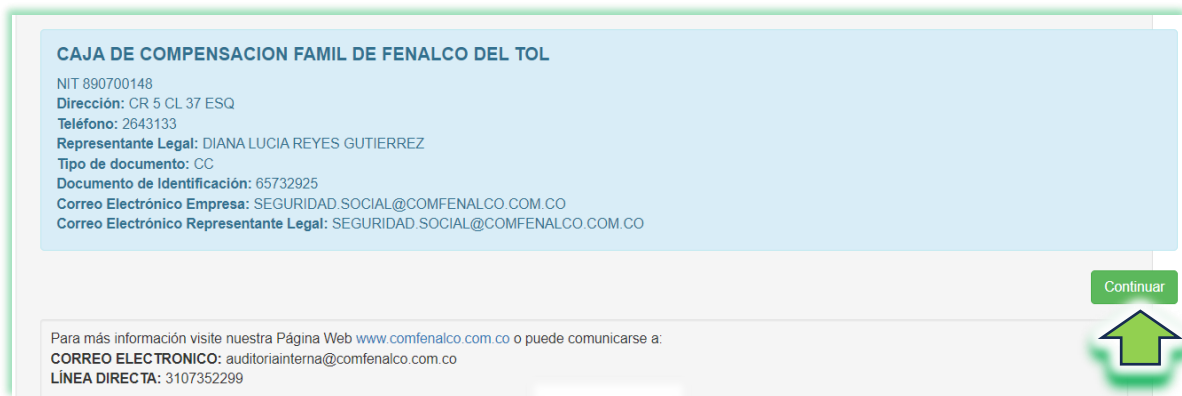 CAJA DE COMPENSACION FAMIL DE FENALCO DEL TOL
NIT 890700148
Dirección: CR 5 CL 37 ESQ
Teléfono: 2643133
Representante Legal: DIANA LUCIA REYES GUTIERREZ
Tipo de documento: CC
Documento de Identificación: 65732925
Correo Electrónico Empresa: SEGURIDAD.SOCIAL@COMFENALCO.COM.CO
Correo Electrónico Representante Legal: SEGURIDAD.SOCIAL@COMFENALCO.COM.CO
Continuar
Para más información visite nuestra Página Web www.comfenalco.com.co o puede comunicarse a:
CORREO ELECTRONICO: auditoriainterna@comfenalco.com.co
LÍNEA DIRECTA: 3107352299